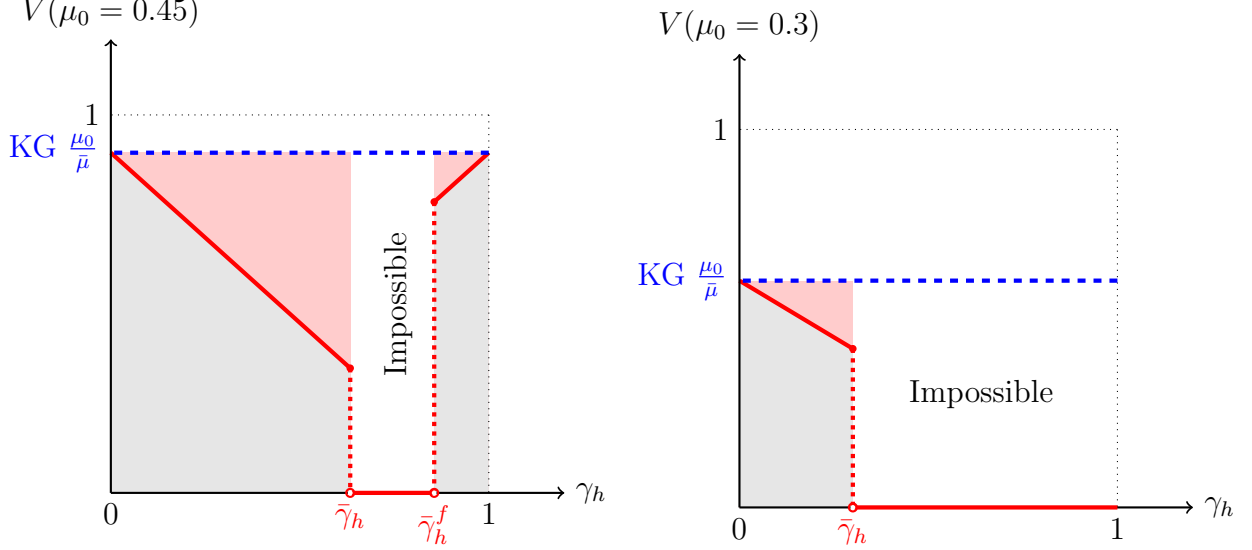 V(μ₀ = 0.45)
1
KG μ₀/μ̄
Impossible
0
γ̄ₕ
γ̄ₕᶠ
1
γₕ
V(μ₀ = 0.3)
1
KG μ₀/μ̄
Impossible
0
γ̄ₕ
1
γₕ